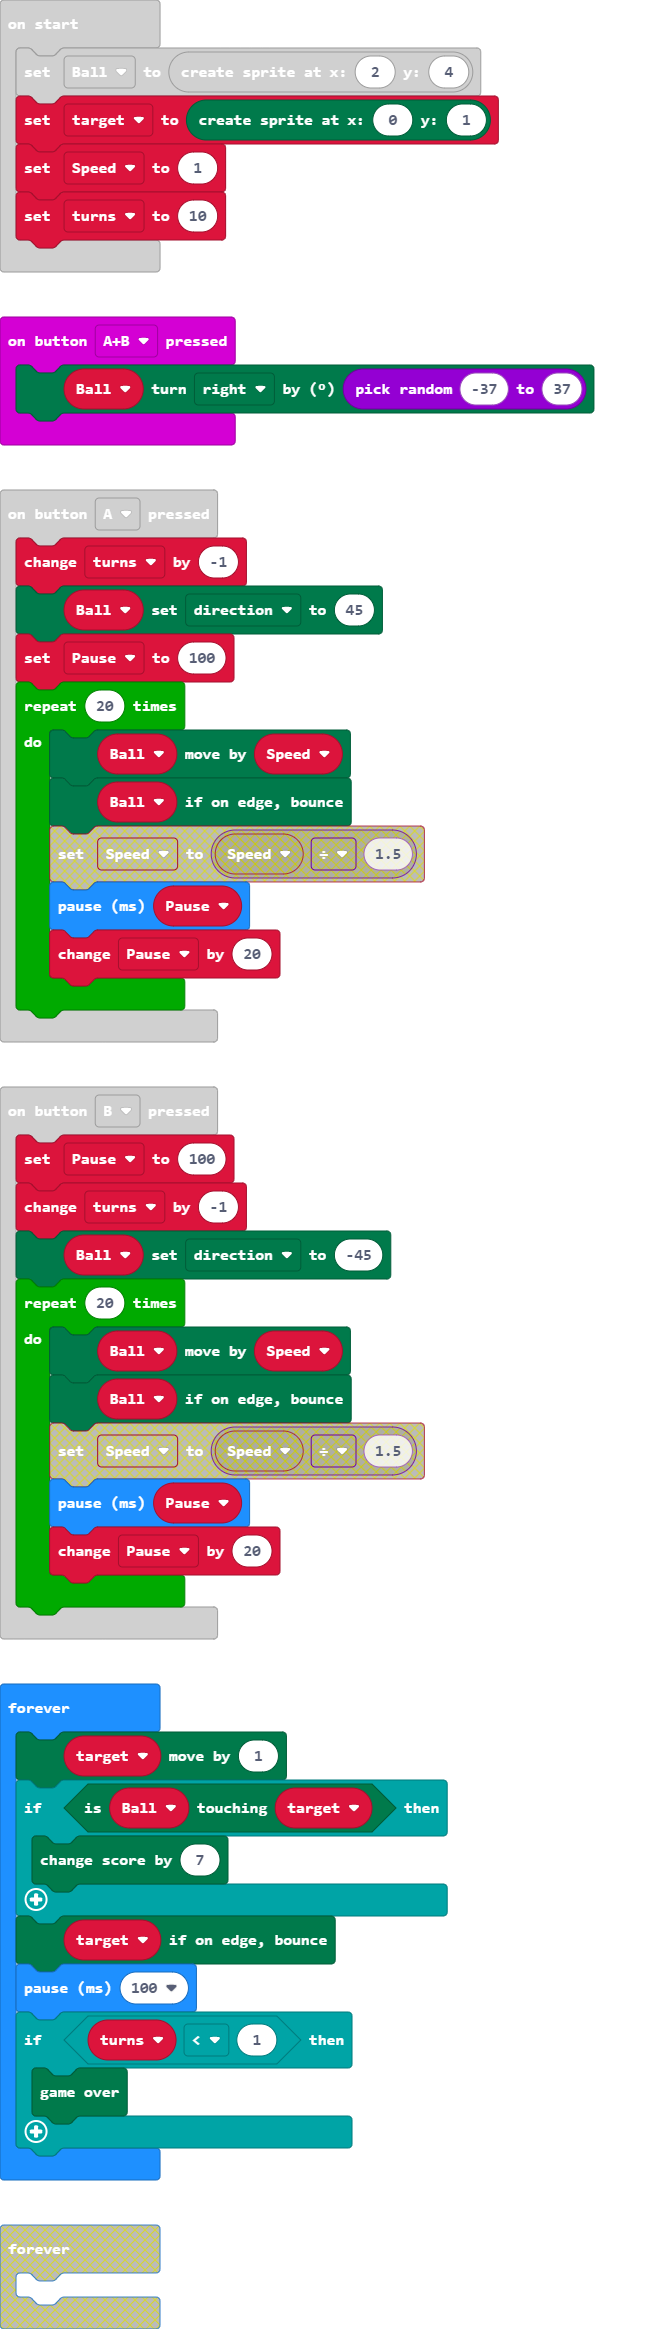 on start
set Ball to create sprite at x: 2 y: 4
set target to create sprite at x: 0 y: 1
set Speed to 1
set turns to 10
on button A+B pressed
Ball turn right by (º) pick random -37 to 37
on button A pressed
change turns by -1
Ball set direction to 45
set Pause to 100
repeat 20 times
do
Ball move by Speed
Ball if on edge, bounce
set Speed to Speed ÷ 1.5
pause (ms) Pause
change Pause by 20
on button B pressed
set Pause to 100
change turns by -1
Ball set direction to -45
repeat 20 times
do
Ball move by Speed
Ball if on edge, bounce
set Speed to Speed ÷ 1.5
pause (ms) Pause
change Pause by 20
forever
target move by 1
if is Ball touching target then
change score by 7
target if on edge, bounce
pause (ms) 100
if turns < 1 then
game over
forever